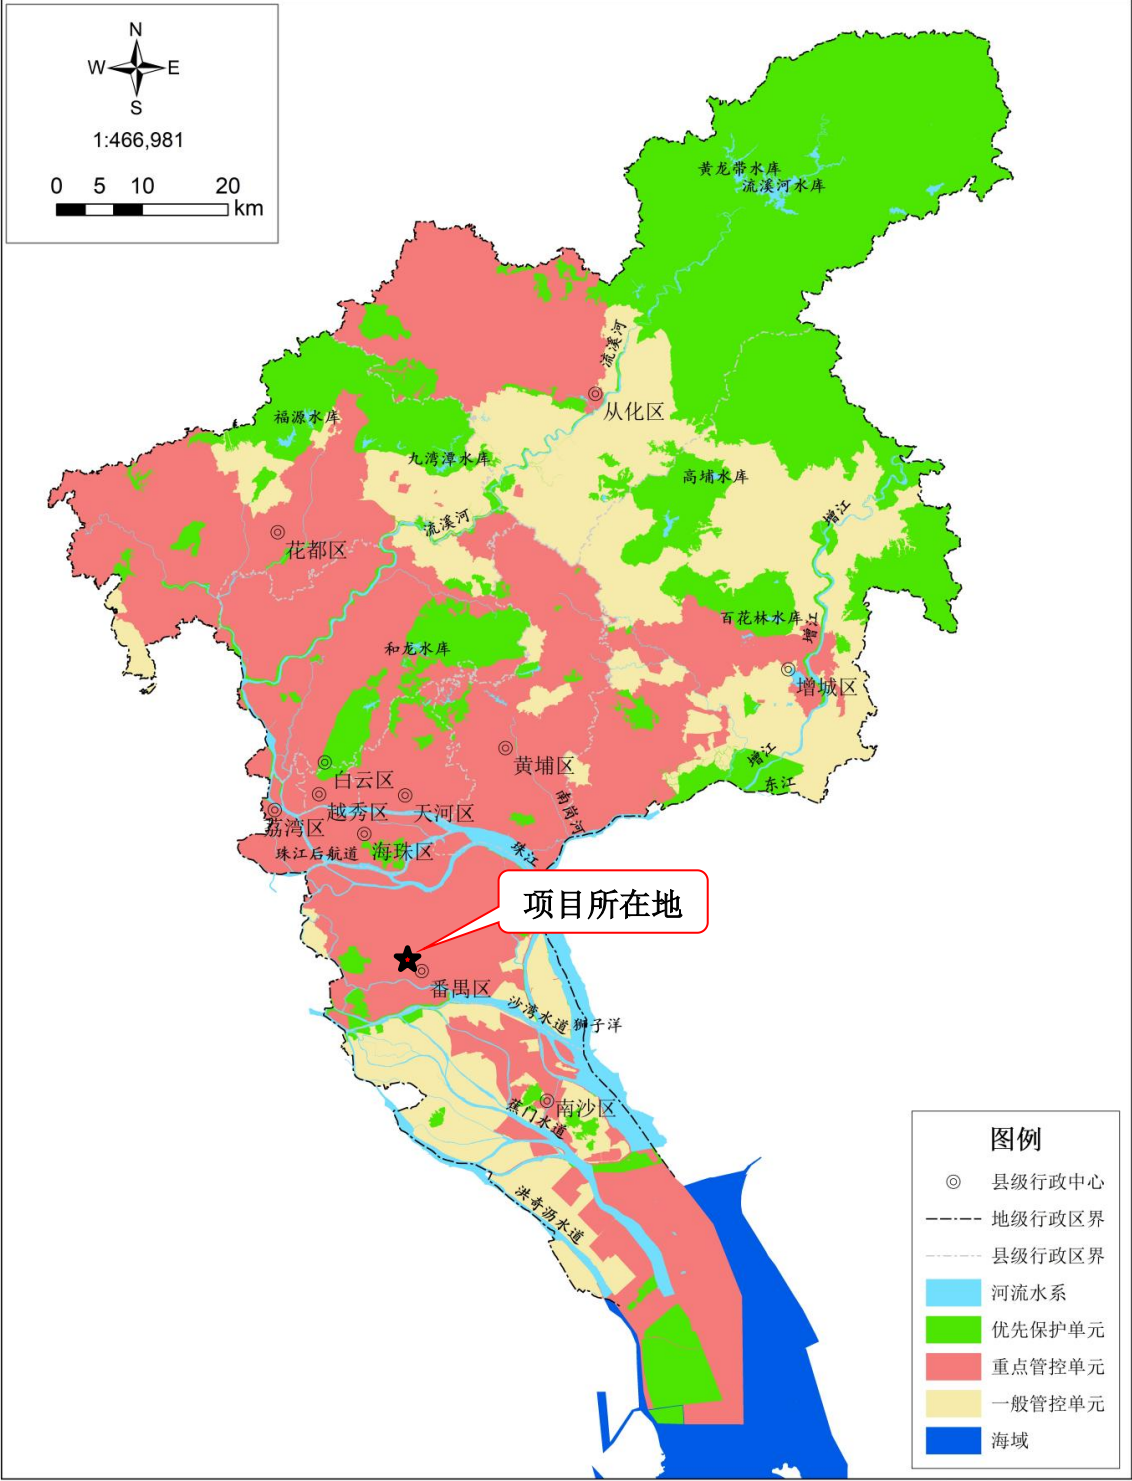 N
W E
S
1:466,981
0 5 10 20
km
黄龙带水库
流溪河水库
流溪河
从化区
福源水库
九湾潭水库
高埔水库
流溪河
增江
花都区
百花林水库
增江
和龙水库
增城区
增江
黄埔区
白云区
东江
越秀区
天河区
南岗河
荔湾区
珠江后航道
海珠区
珠江
项目所在地
番禺区
沙湾水道
狮子洋
南沙区
蕉门水道
洪奇沥水道
图例
县级行政中心
地级行政区界
县级行政区界
河流水系
优先保护单元
重点管控单元
一般管控单元
海域